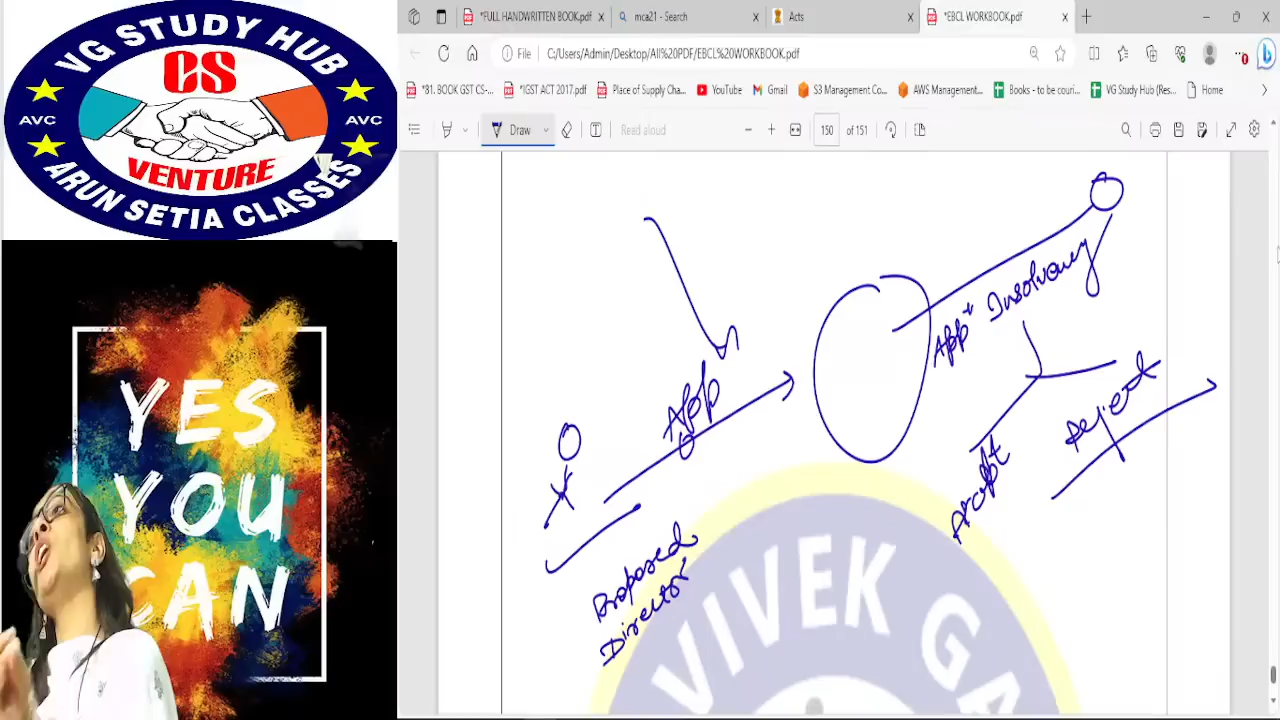 VG STUDY HUB
CS
AVC
AVC
VENTURE
ARUN SETIA CLASSES
YES
YOU
CAN
*FULL HANDWRITTEN BOOK.pdf
mca21 - Search
Acts
*EBCL WORKBOOK.pdf
File
C:/Users/Admin/Desktop/All%20PDF/EBCL%20WORKBOOK.pdf
*81. BOOK GST CS-...
*IGST ACT 2017.pdf
Place of Supply Cha...
YouTube
Gmail
S3 Management Co...
AWS Management...
Books - to be couri...
VG Study Hub (Res...
Home
Draw
Read aloud
150
of 151
App
Insolvency
Reject
Proposed
Director
VIVEK GA